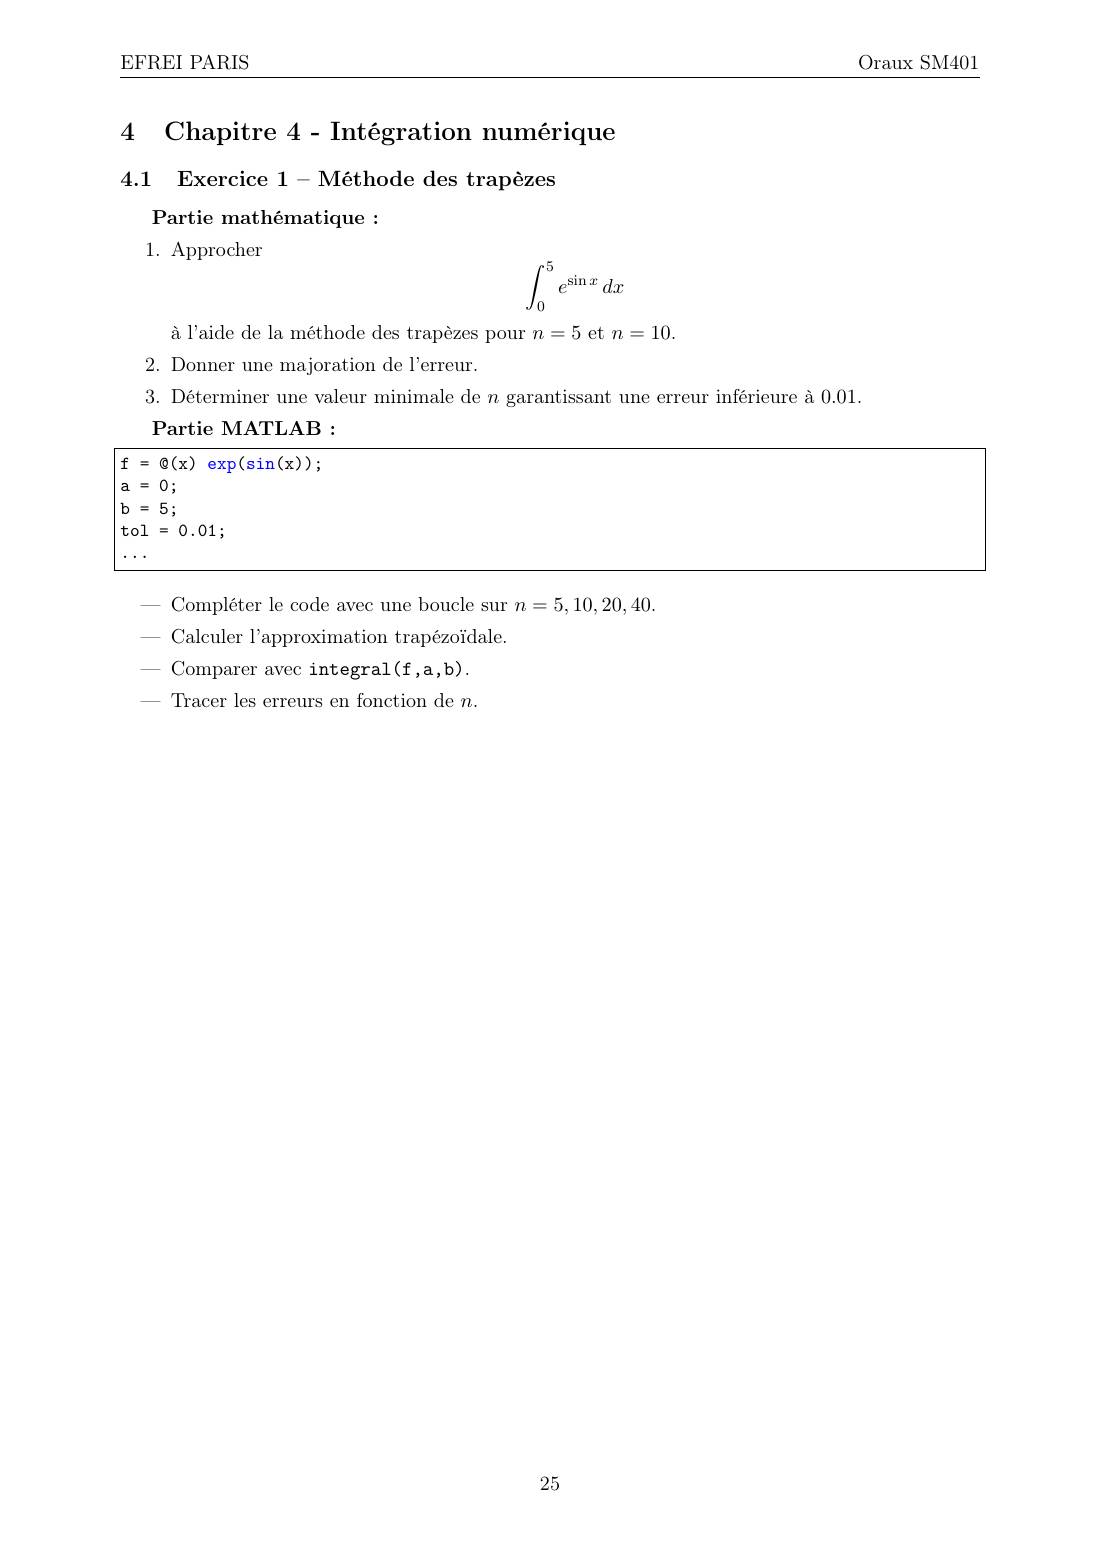 EFREI PARIS Oraux SM401
4 Chapitre 4 - Intégration numérique
4.1 Exercice 1 – Méthode des trapèzes
Partie mathématique :
1. Approcher
∫₀⁵ e^{sin x} dx
à l'aide de la méthode des trapèzes pour n = 5 et n = 10.
2. Donner une majoration de l'erreur.
3. Déterminer une valeur minimale de n garantissant une erreur inférieure à 0.01.
Partie MATLAB :
f = @(x) exp(sin(x));
a = 0;
b = 5;
tol = 0.01;
...
— Compléter le code avec une boucle sur n = 5, 10, 20, 40.
— Calculer l'approximation trapézoïdale.
— Comparer avec integral(f,a,b).
— Tracer les erreurs en fonction de n.
25